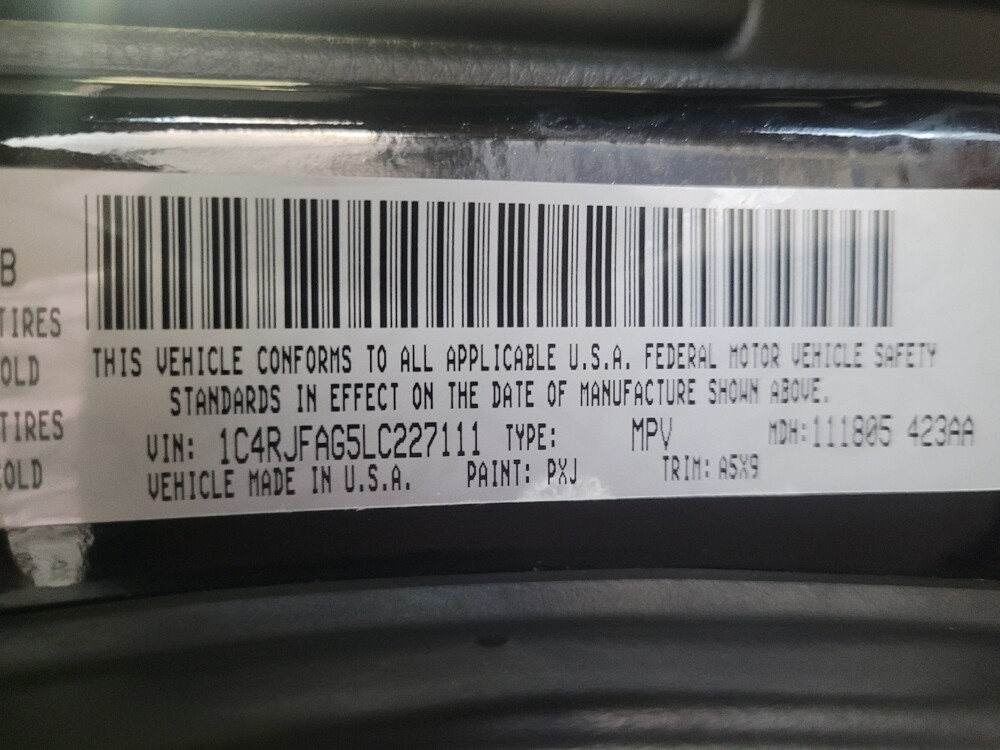 B
TIRES
OLD
TIRES
COLD
THIS VEHICLE CONFORMS TO ALL APPLICABLE U.S.A. FEDERAL MOTOR VEHICLE SAFETY
STANDARDS IN EFFECT ON THE DATE OF MANUFACTURE SHOWN ABOVE.
VIN: 1C4RJFAG5LC227111 TYPE: MPV MDH:111805 423AA
VEHICLE MADE IN U.S.A. PAINT: PXJ TRIM: A5X9